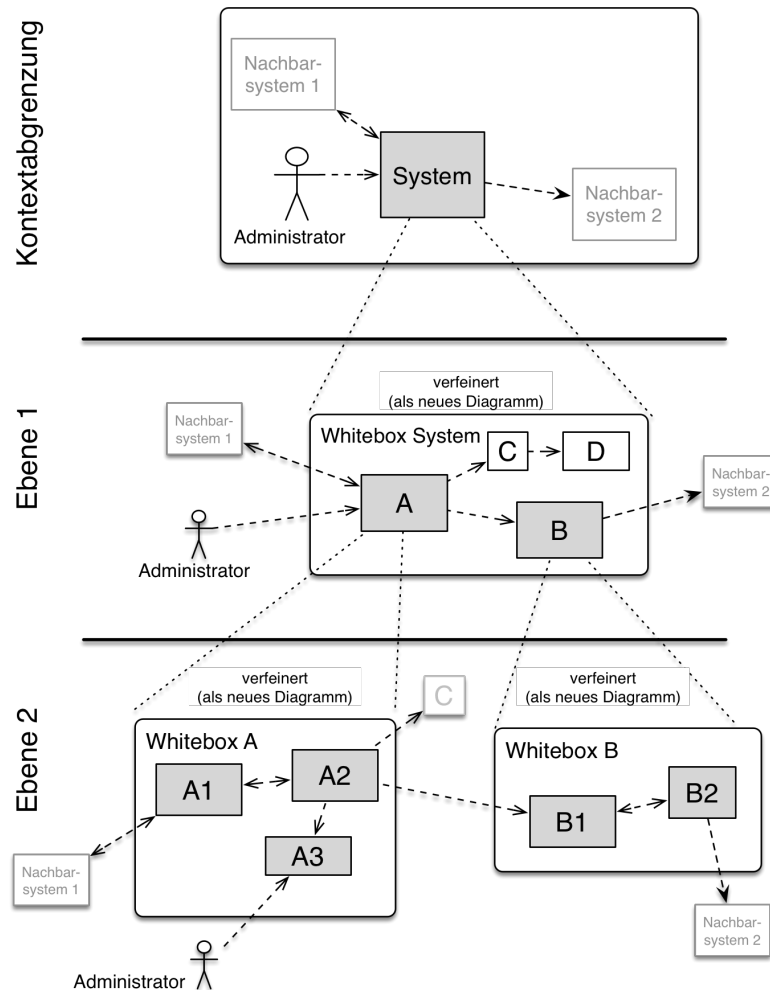 Kontextabgrenzung
Nachbar-
system 1
System
Nachbar-
system 2
Administrator
Ebene 1
verfeinert
(als neues Diagramm)
Nachbar-
system 1
Whitebox System
C
D
A
B
Nachbar-
system 2
Administrator
Ebene 2
verfeinert
(als neues Diagramm)
C
verfeinert
(als neues Diagramm)
Whitebox A
A1
A2
A3
Whitebox B
B1
B2
Nachbar-
system 1
Nachbar-
system 2
Administrator